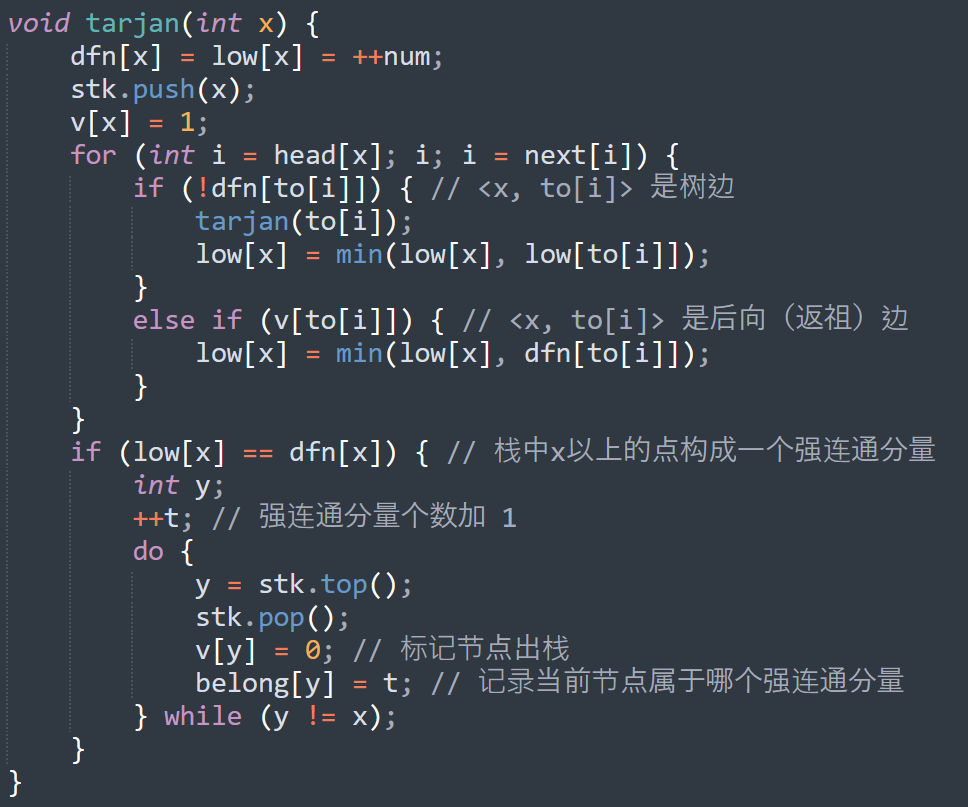 void tarjan(int x) {
    dfn[x] = low[x] = ++num;
    stk.push(x);
    v[x] = 1;
    for (int i = head[x]; i; i = next[i]) {
        if (!dfn[to[i]]) { // <x, to[i]> 是树边
            tarjan(to[i]);
            low[x] = min(low[x], low[to[i]]);
        }
        else if (v[to[i]]) { // <x, to[i]> 是后向（返祖）边
            low[x] = min(low[x], dfn[to[i]]);
        }
    }
    if (low[x] == dfn[x]) { // 栈中x以上的点构成一个强连通分量
        int y;
        ++t; // 强连通分量个数加 1
        do {
            y = stk.top();
            stk.pop();
            v[y] = 0; // 标记节点出栈
            belong[y] = t; // 记录当前节点属于哪个强连通分量
        } while (y != x);
    }
}